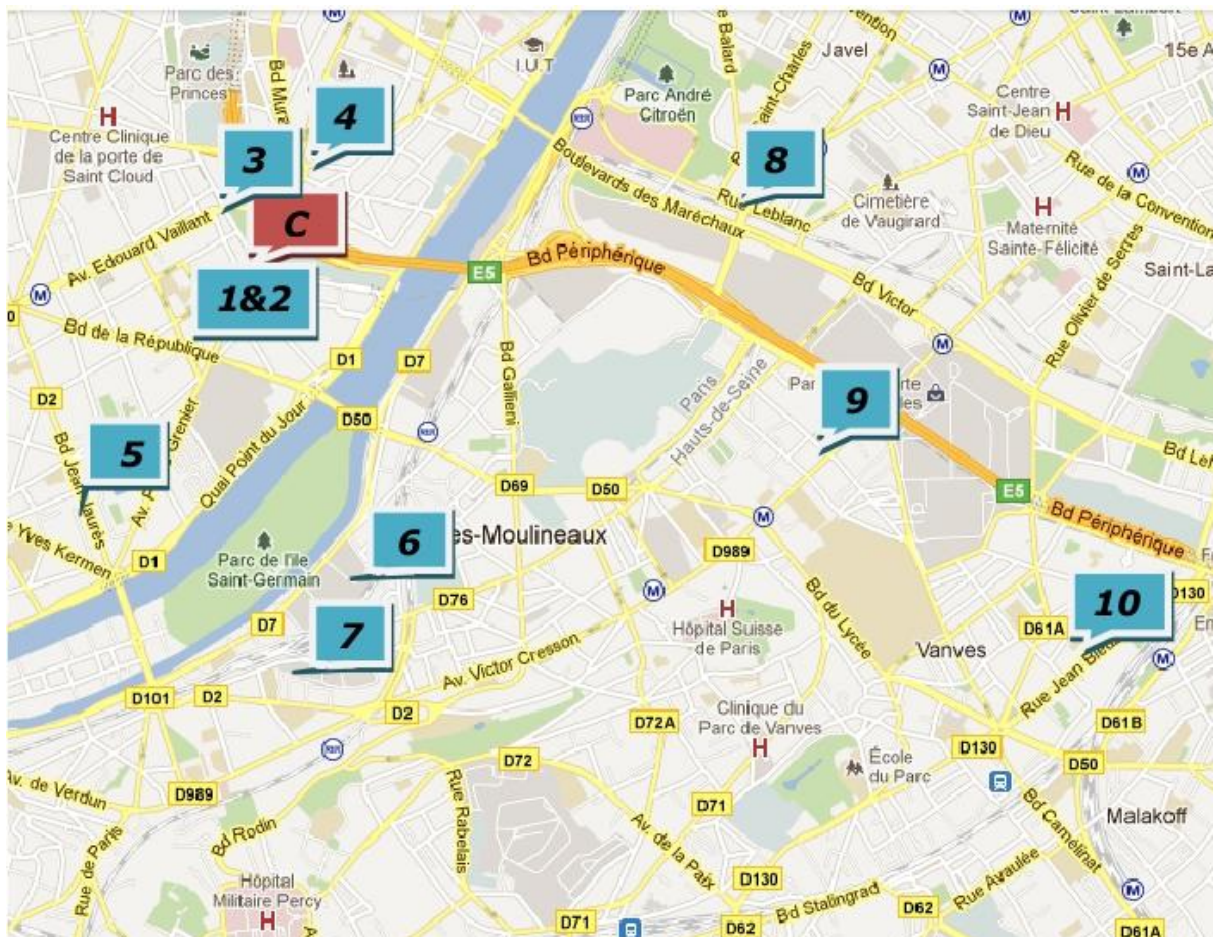 M
M
Saint-Lambert
Parc des
Princes
Bd Mura
I.U.T
Balard
Convention
Javel
15e A
M
H
Centre Clinique
de la porte de
Saint Cloud
4
Parc André
Citroën
Saint-Charles
Centre
Saint-Jean
de Dieu
H
RER
3
8
Boulevards des Maréchaux
Rue Leblanc
Cimetière
de Vaugirard
M
Rue de la Convention
H
Maternité
Sainte-Félicité
C
Av. Edouard Vaillant
E5
Bd Périphérique
Bd Victor
Rue Olivier de Serres
Saint-La
M
1&2
Bd de la République
D1
D7
Bd Gallieni
Paris
Hauts-de-Seine
M
D2
D50
RER
9
Bd Jean Jaurès
Grenier
Quai Point du Jour
5
Bd Lef
D69
D50
E5
Bd Périphérique
M
Yves Kermen
D1
Parc de l'île
Saint-Germain
6
es-Moulineaux
D989
Bd du Lycée
D76
M
H
Hôpital Suisse
de Paris
Vanves
D61A
10
D130
M
D7
7
Av. Victor Cresson
Rue Jean Bleu
D101
D2
D2
D72A
Clinique du
Parc de Vanves
H
D61B
RER
D72
D130
D50
École
du Parc
Av. de Verdun
D989
Rue de Paris
Bd Rodin
Rue Rabelais
Av. de la Paix
D71
Bd Camélinat
Malakoff
D130
Hôpital
Militaire Percy
H
Bd Stalingrad
Rue Avaulée
M
D71
D62
D62
D61A